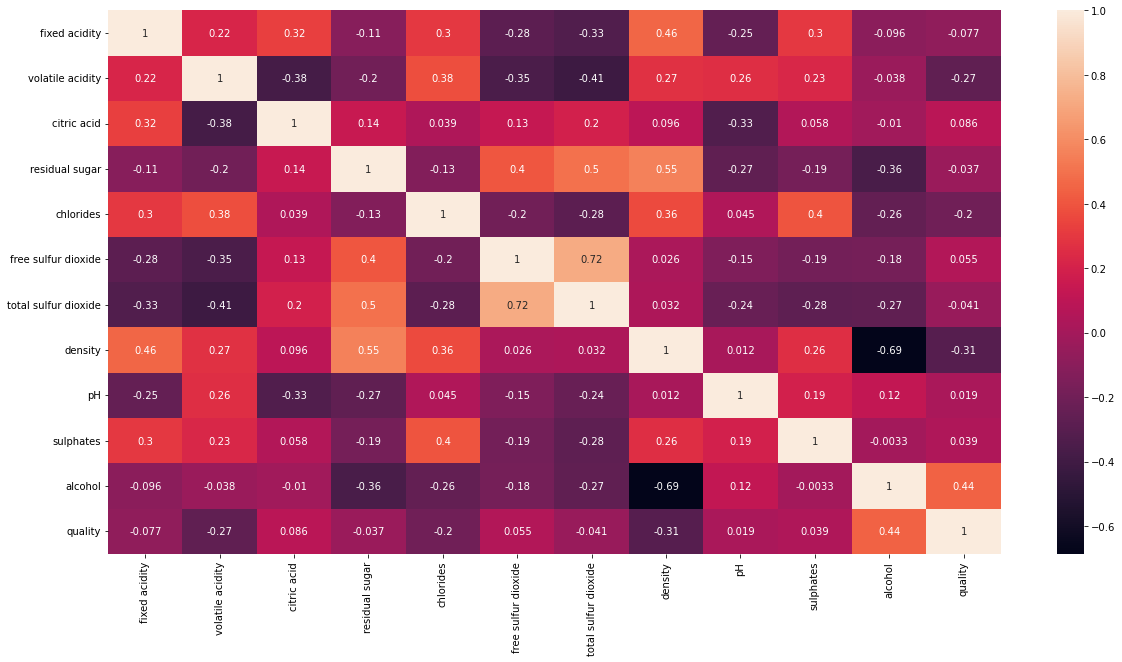 fixed acidity 1 0.22 0.32 -0.11 0.3 -0.28 -0.33 0.46 -0.25 0.3 -0.096 -0.077
volatile acidity 0.22 1 -0.38 -0.2 0.38 -0.35 -0.41 0.27 0.26 0.23 -0.038 -0.27
citric acid 0.32 -0.38 1 0.14 0.039 0.13 0.2 0.096 -0.33 0.058 -0.01 0.086
residual sugar -0.11 -0.2 0.14 1 -0.13 0.4 0.5 0.55 -0.27 -0.19 -0.36 -0.037
chlorides 0.3 0.38 0.039 -0.13 1 -0.2 -0.28 0.36 0.045 0.4 -0.26 -0.2
free sulfur dioxide -0.28 -0.35 0.13 0.4 -0.2 1 0.72 0.026 -0.15 -0.19 -0.18 0.055
total sulfur dioxide -0.33 -0.41 0.2 0.5 -0.28 0.72 1 0.032 -0.24 -0.28 -0.27 -0.041
density 0.46 0.27 0.096 0.55 0.36 0.026 0.032 1 0.012 0.26 -0.69 -0.31
pH -0.25 0.26 -0.33 -0.27 0.045 -0.15 -0.24 0.012 1 0.19 0.12 0.019
sulphates 0.3 0.23 0.058 -0.19 0.4 -0.19 -0.28 0.26 0.19 1 -0.0033 0.039
alcohol -0.096 -0.038 -0.01 -0.36 -0.26 -0.18 -0.27 -0.69 0.12 -0.0033 1 0.44
quality -0.077 -0.27 0.086 -0.037 -0.2 0.055 -0.041 -0.31 0.019 0.039 0.44 1
fixed acidity
volatile acidity
citric acid
residual sugar
chlorides
free sulfur dioxide
total sulfur dioxide
density
pH
sulphates
alcohol
quality
1.0
0.8
0.6
0.4
0.2
0.0
−0.2
−0.4
−0.6